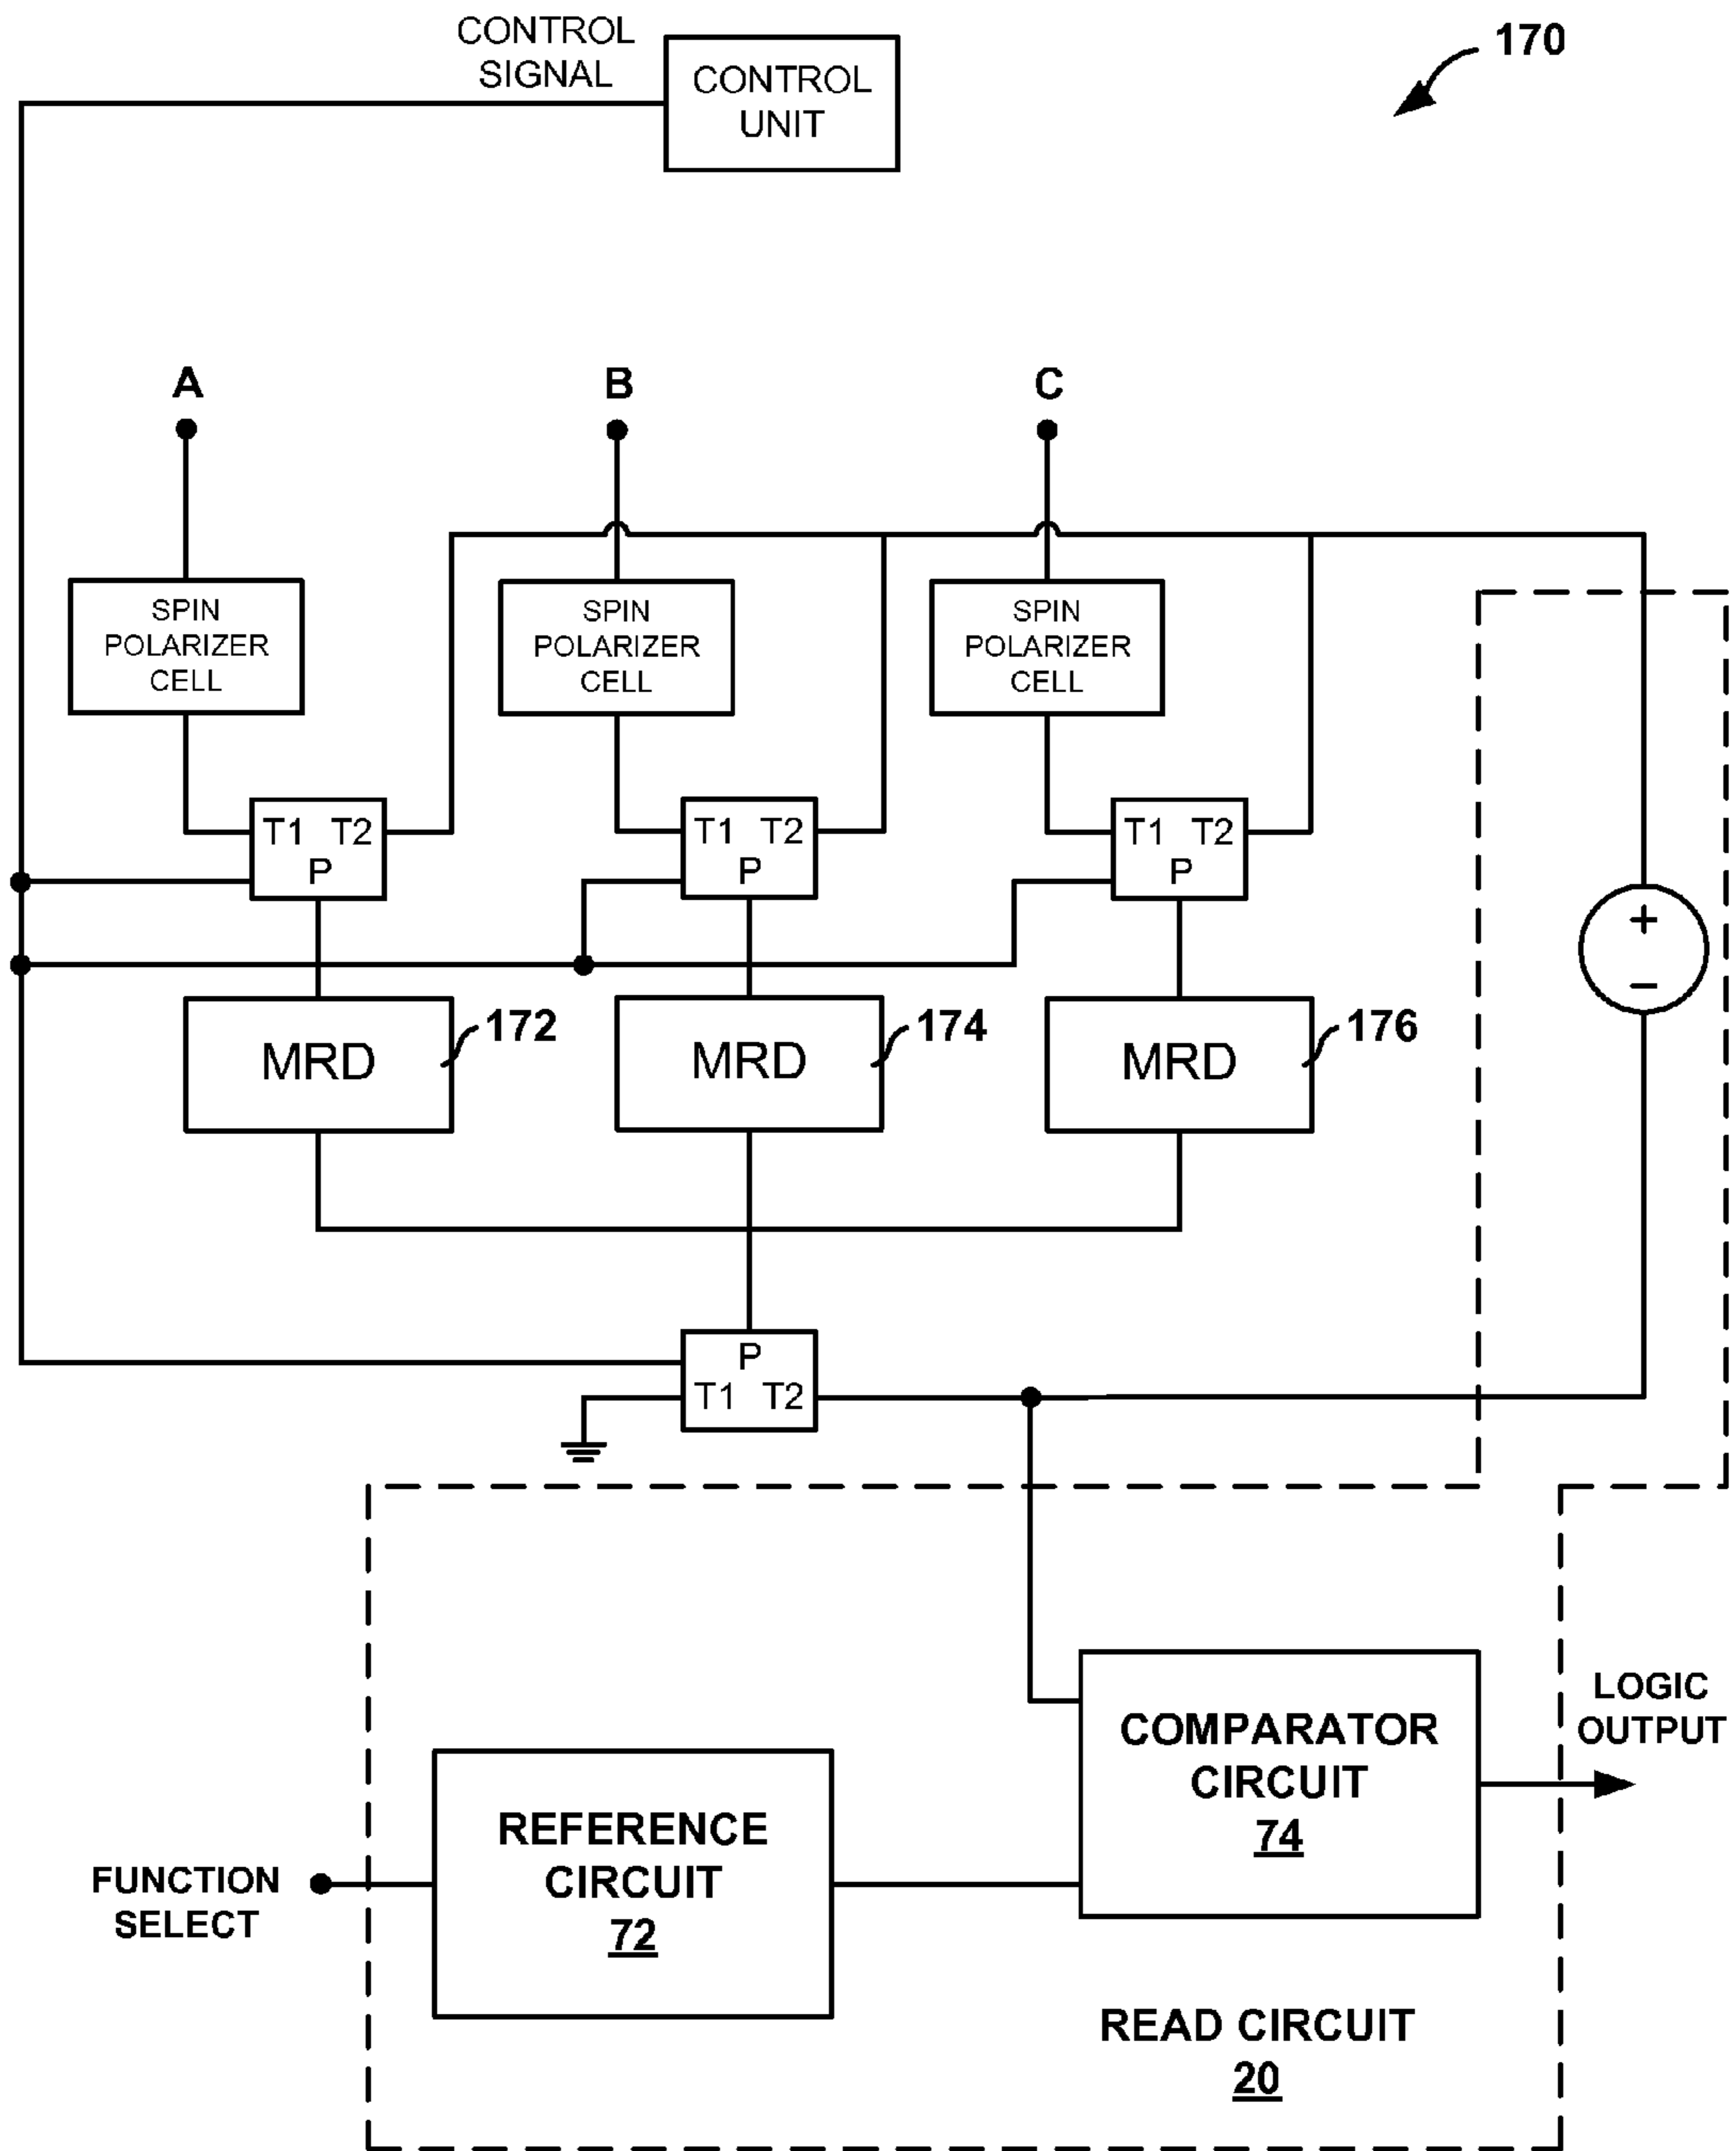 CONTROL
SIGNAL
CONTROL
UNIT
170
A
B
C
SPIN
POLARIZER
CELL
SPIN
POLARIZER
CELL
SPIN
POLARIZER
CELL
T1 T2
P
T1 T2
P
T1 T2
P
+
−
MRD
172
MRD
174
MRD
176
P
T1 T2
LOGIC
OUTPUT
COMPARATOR
CIRCUIT
74
REFERENCE
CIRCUIT
72
FUNCTION
SELECT
READ CIRCUIT
20